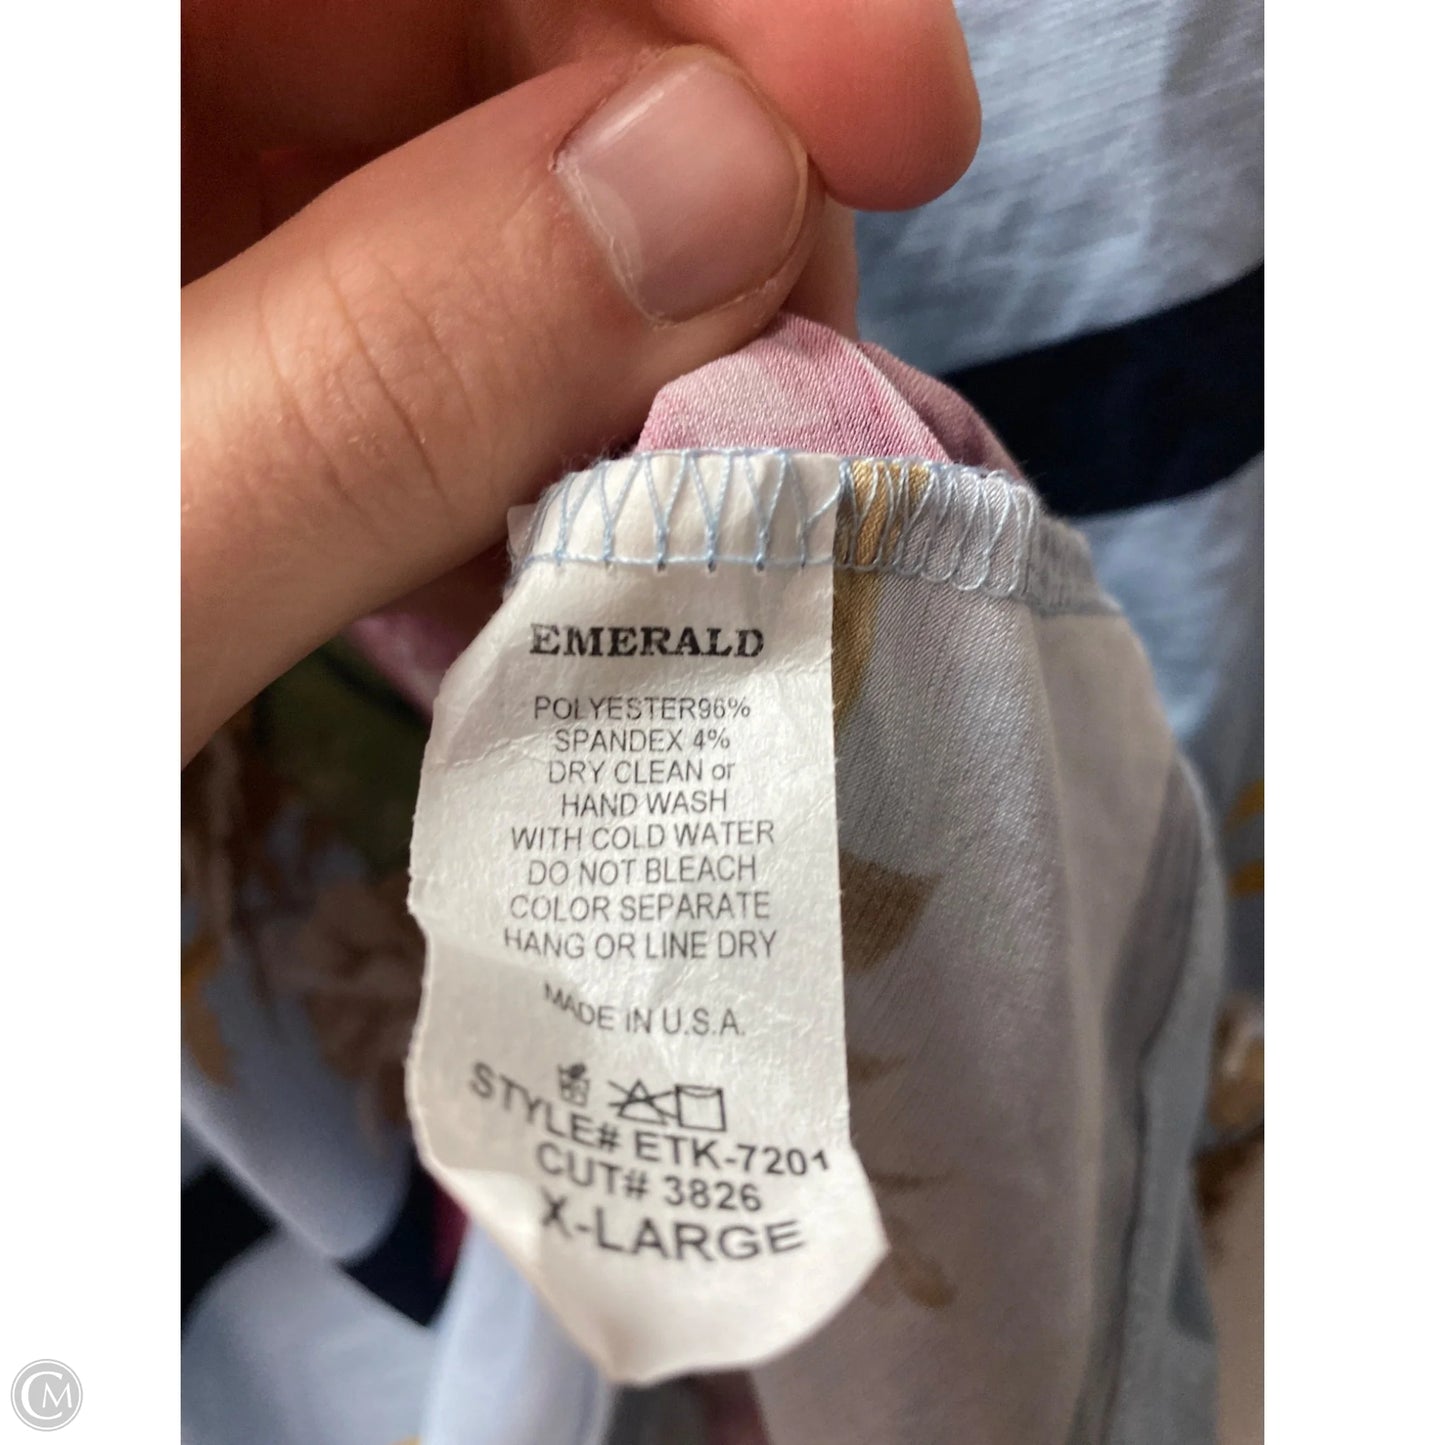 EMERALD
POLYESTER96%
SPANDEX 4%
DRY CLEAN or
HAND WASH
WITH COLD WATER
DO NOT BLEACH
COLOR SEPARATE
HANG OR LINE DRY
MADE IN U.S.A.
STYLE# ETK-7201
CUT# 3826
X-LARGE
CM